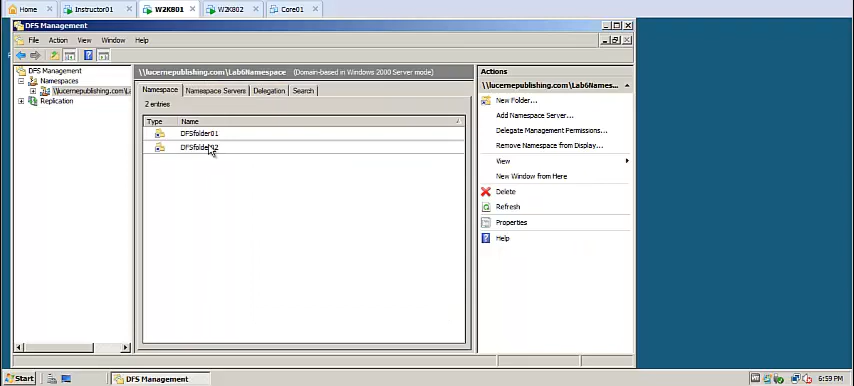 Home Instructor01 W2K801 W2K802 Core01
DFS Management
File Action View Window Help
DFS Management
Namespaces
\\lucernepublishing.com\L
Replication
\\lucernepublishing.com\Lab6Namespace (Domain-based in Windows 2000 Server mode)
Namespace Namespace Servers Delegation Search
2 entries
Type Name
DFSfolder01
DFSfolder02
Actions
\\lucernepublishing.com\Lab6Names...
New Folder...
Add Namespace Server...
Delegate Management Permissions...
Remove Namespace from Display...
View
New Window from Here
Delete
Refresh
Properties
Help
Start DFS Management 6:59 PM